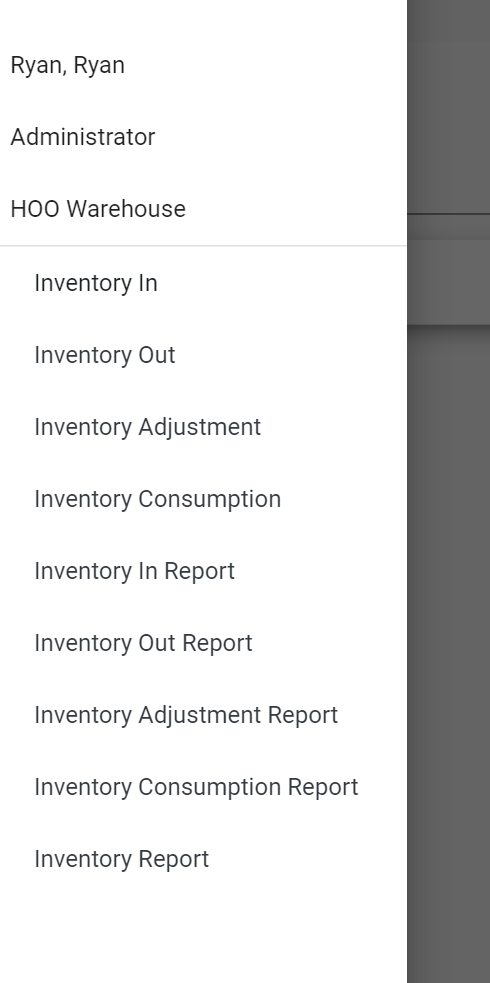 Ryan, Ryan
Administrator
HOO Warehouse
Inventory In
Inventory Out
Inventory Adjustment
Inventory Consumption
Inventory In Report
Inventory Out Report
Inventory Adjustment Report
Inventory Consumption Report
Inventory Report